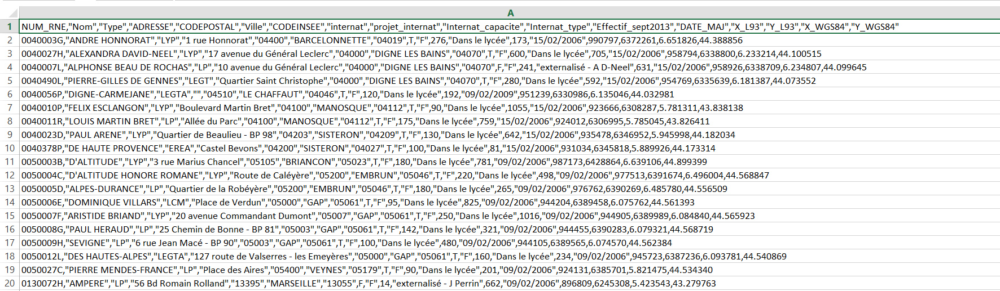 A
1 NUM_RNE,"Nom","Type","ADRESSE","CODEPOSTAL","Ville","CODEINSEE","internat","projet_internat","Internat_capacite","Internat_type","Effectif_sept2013","DATE_MAJ","X_L93","Y_L93","X_WGS84","Y_WGS84"
2 0040003G,"ANDRE HONNORAT","LYP","1 rue Honnorat","04400","BARCELONNETTE","04019",T,"F",276,"Dans le lycée",173,"15/02/2006",990797,6372261,6.651826,44.388856
3 0040027H,"ALEXANDRA DAVID-NEEL","LYP","17 avenue du Général Leclerc","04000","DIGNE LES BAINS","04070",T,"F",600,"Dans le lycée",705,"15/02/2006",958794,6338800,6.233214,44.100515
4 0040007L,"ALPHONSE BEAU DE ROCHAS","LP","10 avenue du Général Leclerc","04000","DIGNE LES BAINS","04070",F,"F",241,"externalisé - A D-Neel",631,"15/02/2006",958926,6338709,6.234807,44.099645
5 0040490L,"PIERRE-GILLES DE GENNES","LEGT","Quartier Saint Christophe","04000","DIGNE LES BAINS","04070",T,"F",280,"Dans le lycée",592,"15/02/2006",954769,6335639,6.181387,44.073552
6 0040056P,"DIGNE-CARMEJANE","LEGTA","","04510","LE CHAFFAUT","04046",T,"F",120,"Dans le lycée",192,"09/02/2009",951239,6330986,6.135046,44.032981
7 0040010P,"FELIX ESCLANGON","LYP","Boulevard Martin Bret","04100","MANOSQUE","04112",T,"F",90,"Dans le lycée",1055,"15/02/2006",923666,6308287,5.781311,43.838138
8 0040011R,"LOUIS MARTIN BRET","LP","Allée du Parc","04100","MANOSQUE","04112",T,"F",175,"Dans le lycée",759,"15/02/2006",924012,6306995,5.785045,43.826411
9 0040023D,"PAUL ARENE","LYP","Quartier de Beaulieu - BP 98","04203","SISTERON","04209",T,"F",130,"Dans le lycée",642,"15/02/2006",935478,6346952,5.945998,44.182034
10 0040378P,"DE HAUTE PROVENCE","EREA","Castel Bevons","04200","SISTERON","04027",T,"F",100,"Dans le lycée",81,"15/02/2006",931034,6345818,5.889926,44.173314
11 0050003B,"D'ALTITUDE","LYP","3 rue Marius Chancel","05105","BRIANCON","05023",T,"F",180,"Dans le lycée",781,"09/02/2006",987173,6428864,6.639106,44.899399
12 0050004C,"D'ALTITUDE HONORE ROMANE","LYP","Route de Caléyère","05200","EMBRUN","05046",T,"F",220,"Dans le lycée",498,"09/02/2006",977513,6391674,6.496004,44.568847
13 0050005D,"ALPES-DURANCE","LP","Quartier de la Robéyère","05200","EMBRUN","05046",T,"F",180,"Dans le lycée",265,"09/02/2006",976762,6390269,6.485780,44.556509
14 0050006E,"DOMINIQUE VILLARS","LCM","Place de Verdun","05000","GAP","05061",T,"F",95,"Dans le lycée",825,"09/02/2006",944204,6389458,6.075762,44.561393
15 0050007F,"ARISTIDE BRIAND","LYP","20 avenue Commandant Dumont","05007","GAP","05061",T,"F",250,"Dans le lycée",1016,"09/02/2006",944905,6389989,6.084840,44.565923
16 0050008G,"PAUL HERAUD","LP","25 Chemin de Bonne - BP 81","05003","GAP","05061",T,"F",142,"Dans le lycée",321,"09/02/2006",944455,6390283,6.079321,44.568719
17 0050009H,"SEVIGNE","LP","6 rue Jean Macé - BP 90","05003","GAP","05061",T,"F",100,"Dans le lycée",480,"09/02/2006",944105,6389565,6.074570,44.562384
18 0050012L,"DES HAUTES-ALPES","LEGTA","127 route de Valserres - les Emeyères","05000","GAP","05061",T,"F",160,"Dans le lycée",234,"09/02/2006",945723,6387236,6.093781,44.540869
19 0050027C,"PIERRE MENDES-FRANCE","LP","Place des Aires","05400","VEYNES","05179",T,"F",90,"Dans le lycée",201,"09/02/2006",924131,6385701,5.821475,44.534340
20 0130072H,"AMPERE","LP","56 Bd Romain Rolland","13395","MARSEILLE","13055",F,"F",14,"externalisé - J Perrin",662,"09/02/2006",896809,6245308,5.423543,43.279763